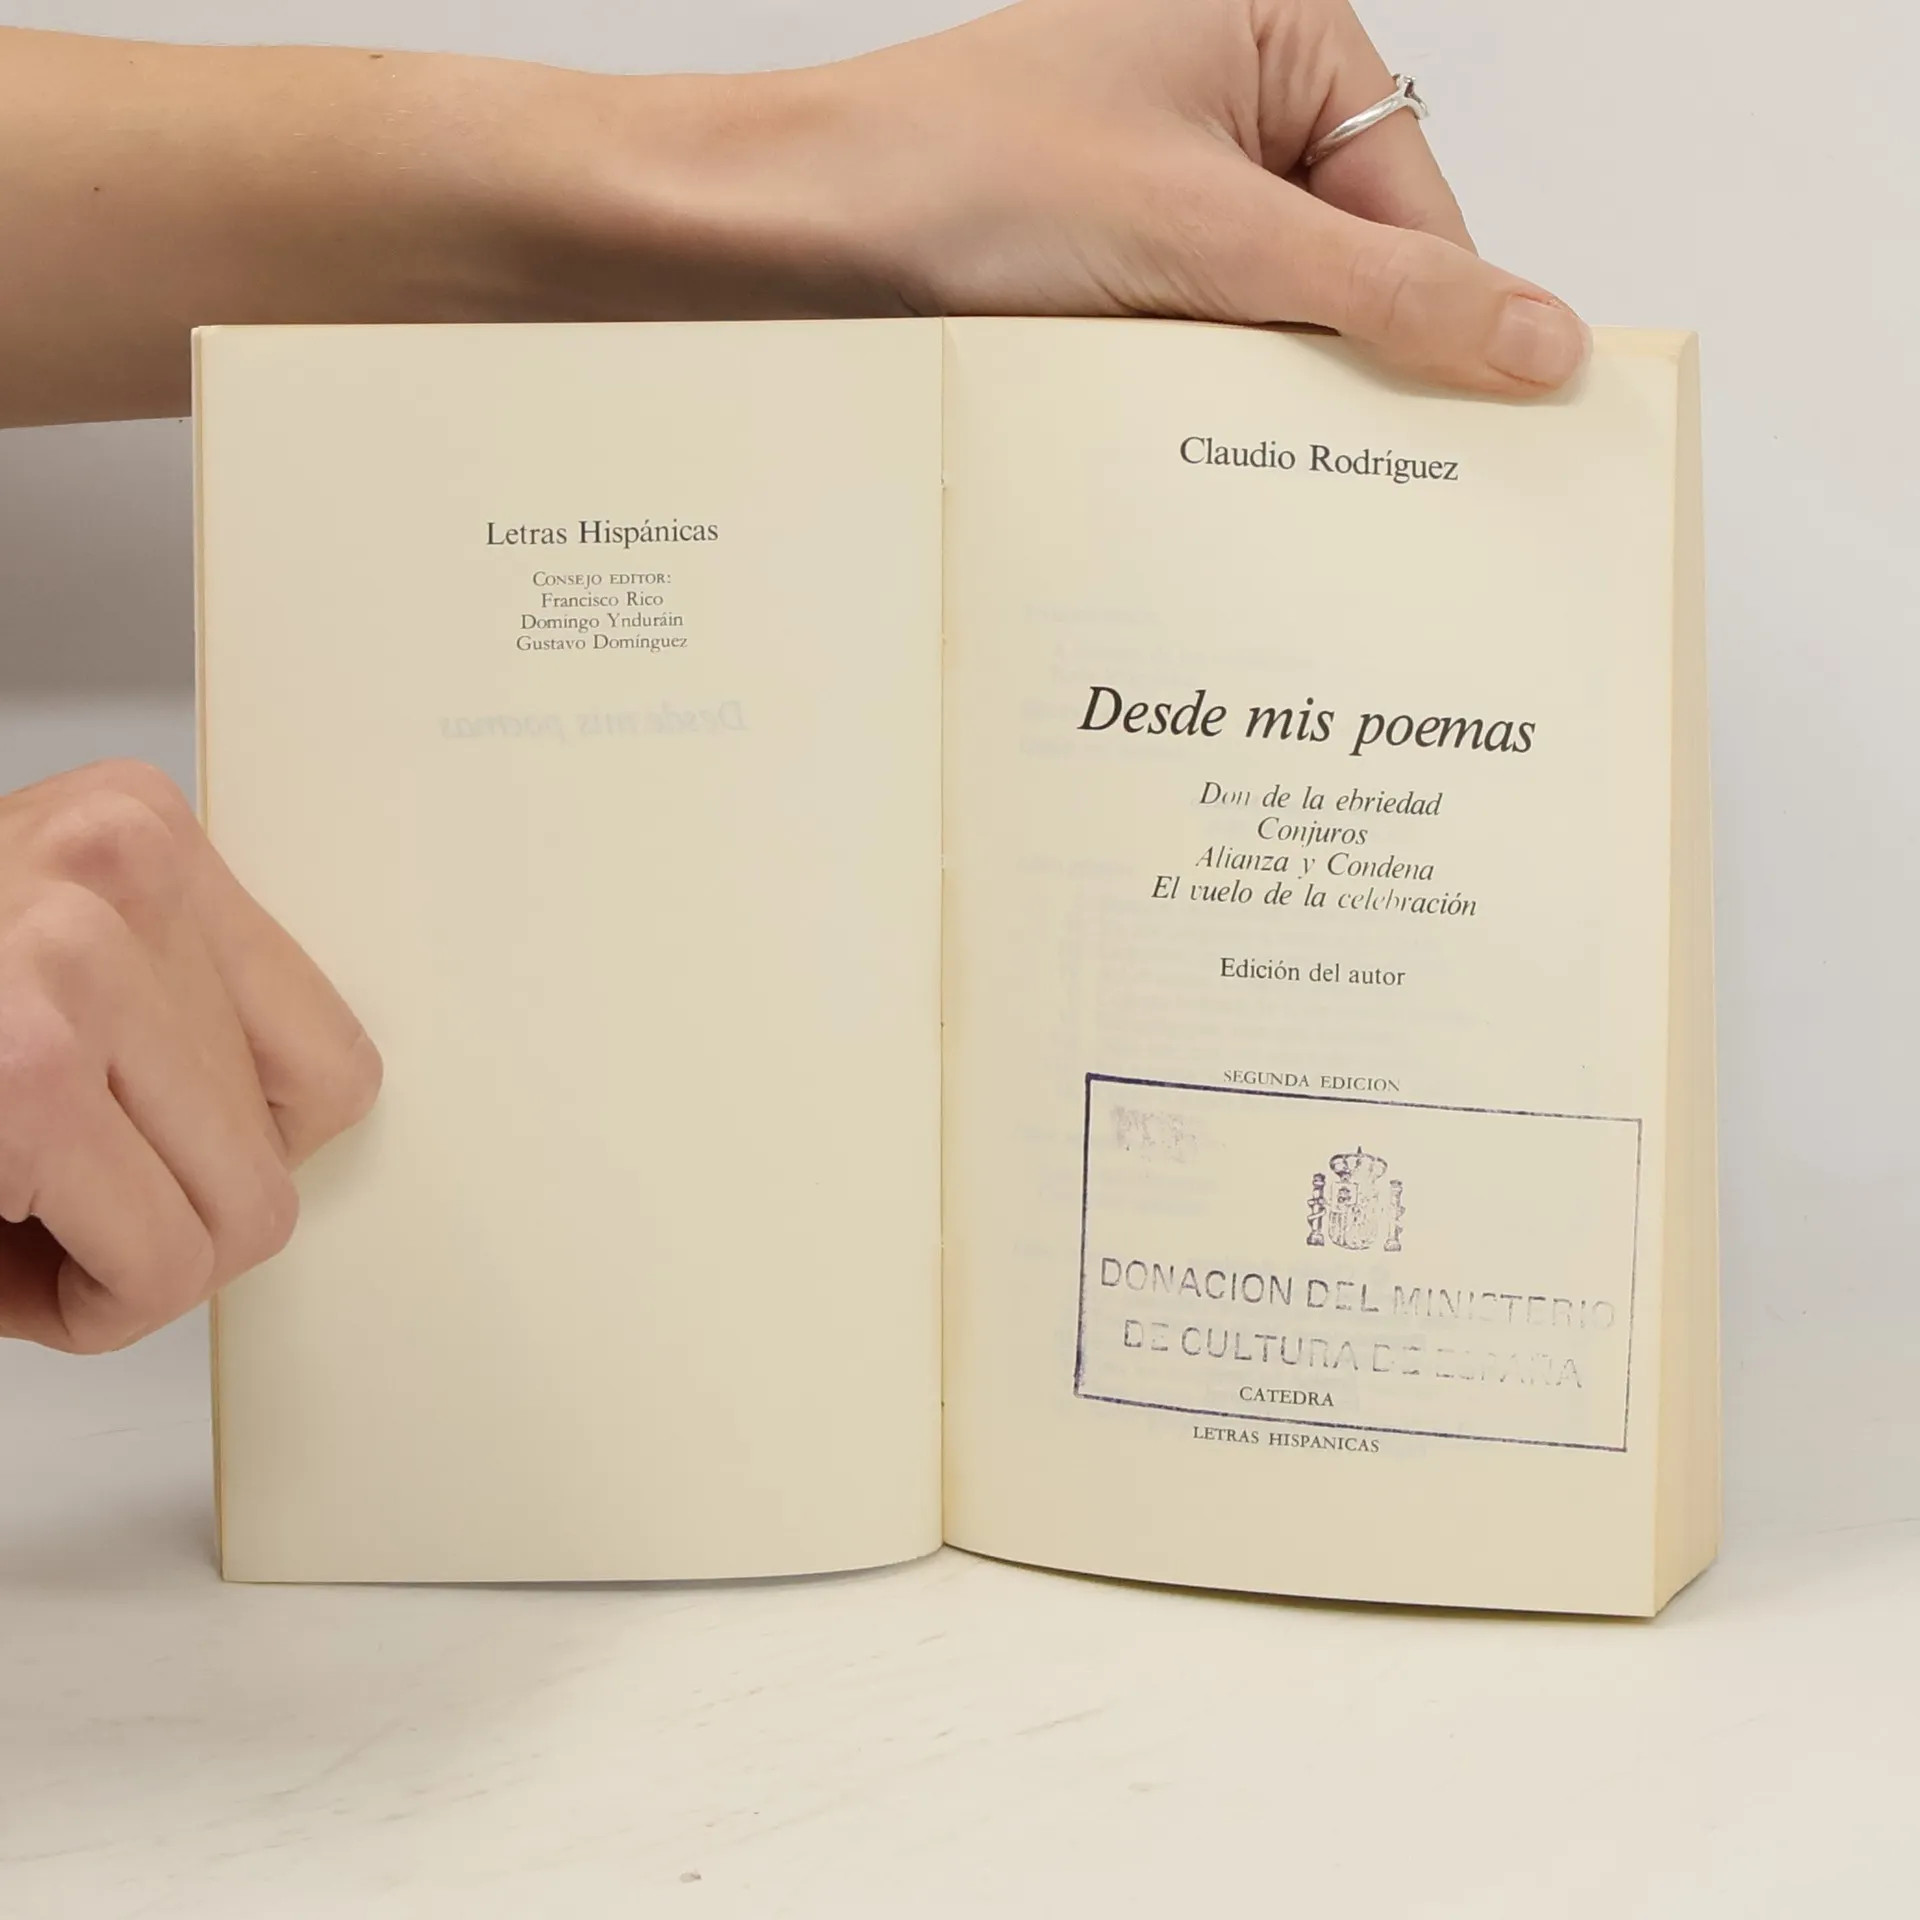 Letras Hispánicas
CONSEJO EDITOR:
Francisco Rico
Domingo Ynduráin
Gustavo Domínguez
Claudio Rodríguez
Desde mis poemas
Don de la ebriedad
Conjuros
Alianza y Condena
El vuelo de la celebración
Edición del autor
SEGUNDA EDICION
DONACION DEL MINISTERIO
DE CULTURA DE ESPAÑA
CATEDRA
LETRAS HISPANICAS